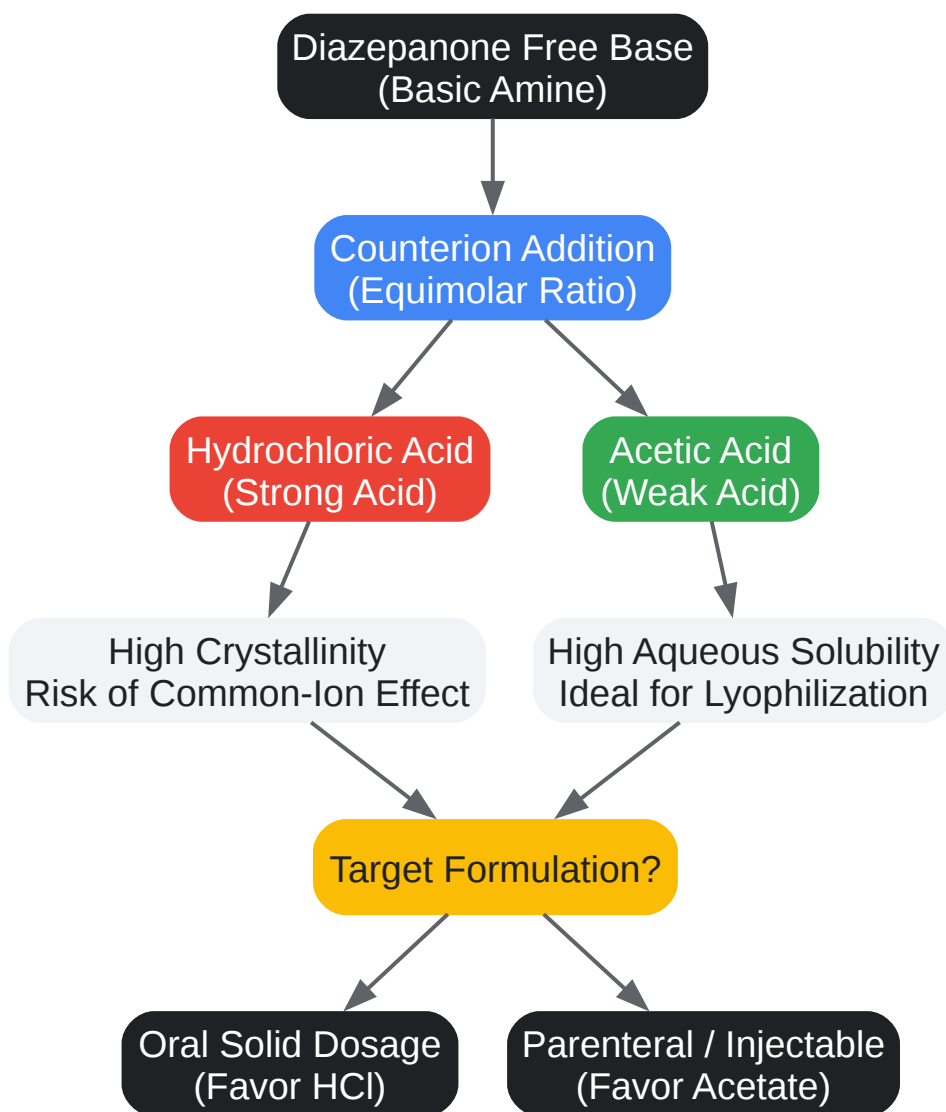 Diazepanone Free Base
(Basic Amine)
Counterion Addition
(Equimolar Ratio)
Hydrochloric Acid
(Strong Acid)
Acetic Acid
(Weak Acid)
High Crystallinity
Risk of Common-Ion Effect
High Aqueous Solubility
Ideal for Lyophilization
Target Formulation?
Oral Solid Dosage
(Favor HCl)
Parenteral / Injectable
(Favor Acetate)